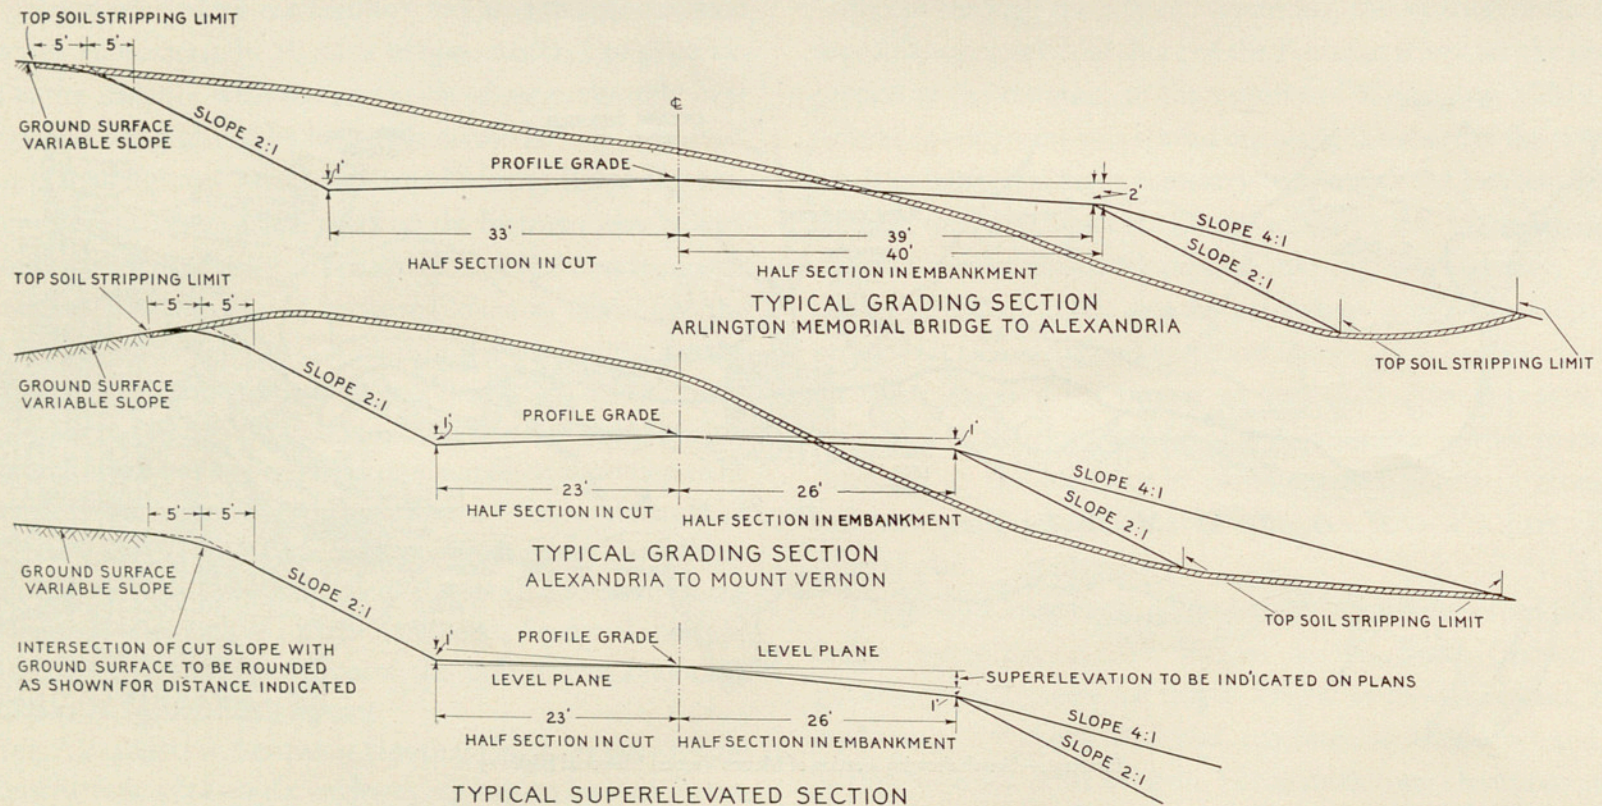 TOP SOIL STRIPPING LIMIT
5' 5'
GROUND SURFACE
VARIABLE SLOPE
SLOPE 2:1
℄
1'
PROFILE GRADE
2'
33'
39'
40'
HALF SECTION IN CUT
HALF SECTION IN EMBANKMENT
SLOPE 4:1
SLOPE 2:1
TYPICAL GRADING SECTION
ARLINGTON MEMORIAL BRIDGE TO ALEXANDRIA
TOP SOIL STRIPPING LIMIT
TOP SOIL STRIPPING LIMIT
5' 5'
GROUND SURFACE
VARIABLE SLOPE
SLOPE 2:1
1'
PROFILE GRADE
1'
23'
26'
HALF SECTION IN CUT
HALF SECTION IN EMBANKMENT
SLOPE 4:1
SLOPE 2:1
TYPICAL GRADING SECTION
ALEXANDRIA TO MOUNT VERNON
TOP SOIL STRIPPING LIMIT
5' 5'
GROUND SURFACE
VARIABLE SLOPE
SLOPE 2:1
INTERSECTION OF CUT SLOPE WITH
GROUND SURFACE TO BE ROUNDED
AS SHOWN FOR DISTANCE INDICATED
1'
PROFILE GRADE
LEVEL PLANE
LEVEL PLANE
SUPERELEVATION TO BE INDICATED ON PLANS
1'
23'
26'
HALF SECTION IN CUT
HALF SECTION IN EMBANKMENT
SLOPE 4:1
SLOPE 2:1
TYPICAL SUPERELEVATED SECTION